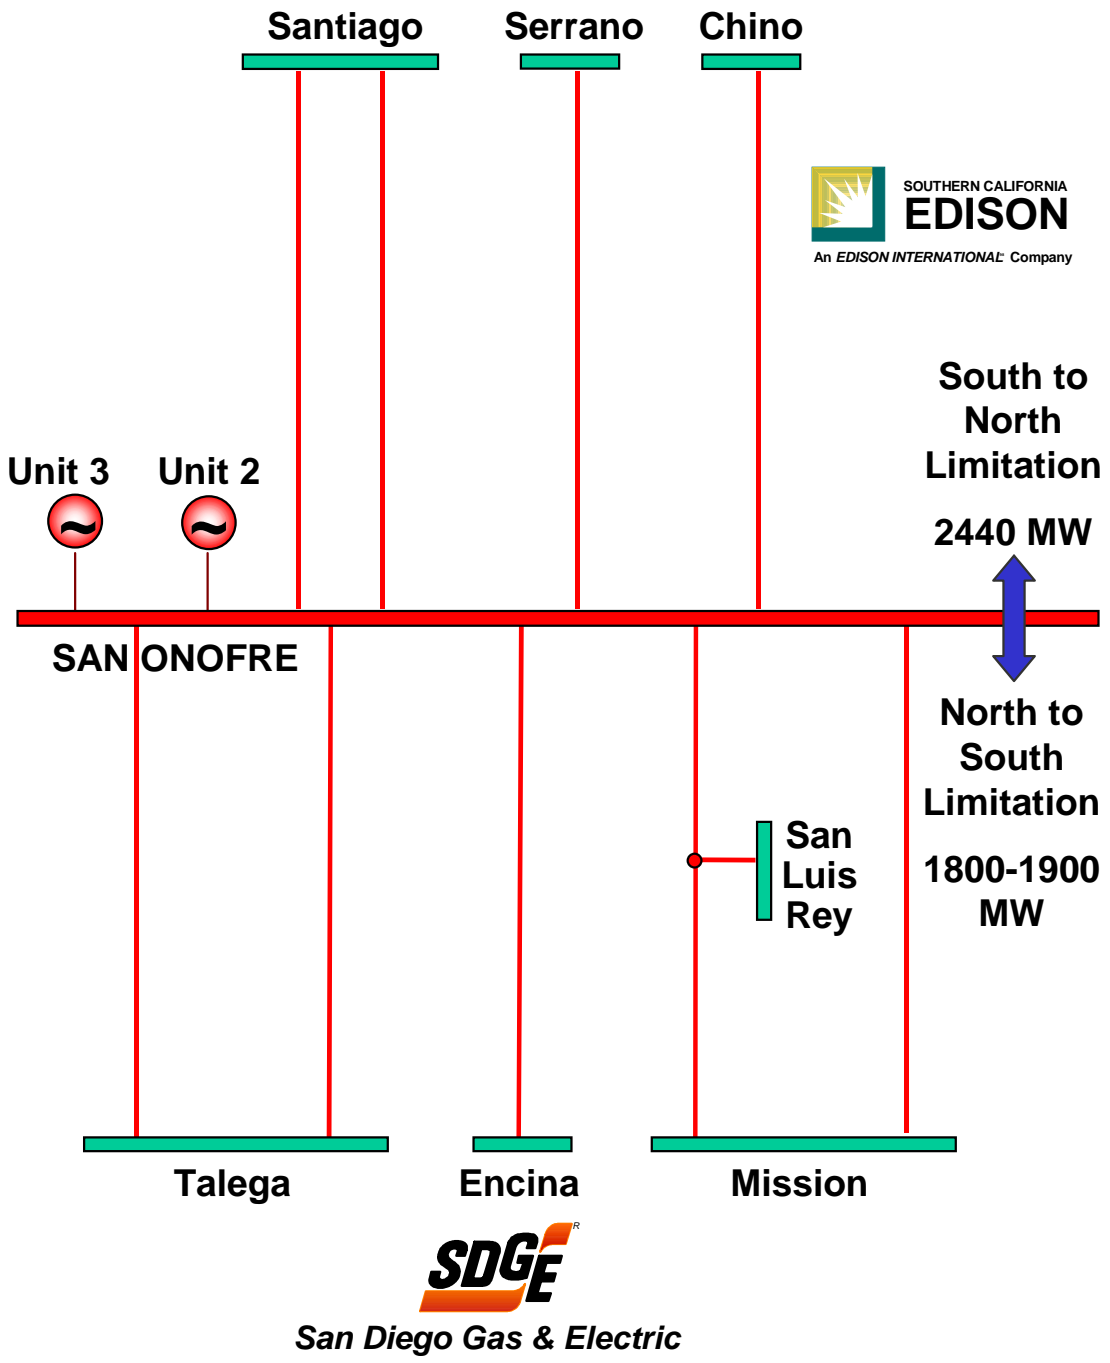 Santiago
Serrano
Chino
SOUTHERN CALIFORNIA
EDISON
An EDISON INTERNATIONAL Company
South to
North
Limitation
2440 MW
Unit 3
Unit 2
SAN ONOFRE
North to
South
Limitation
1800-1900
MW
San
Luis
Rey
Talega
Encina
Mission
SDGE
R
San Diego Gas & Electric